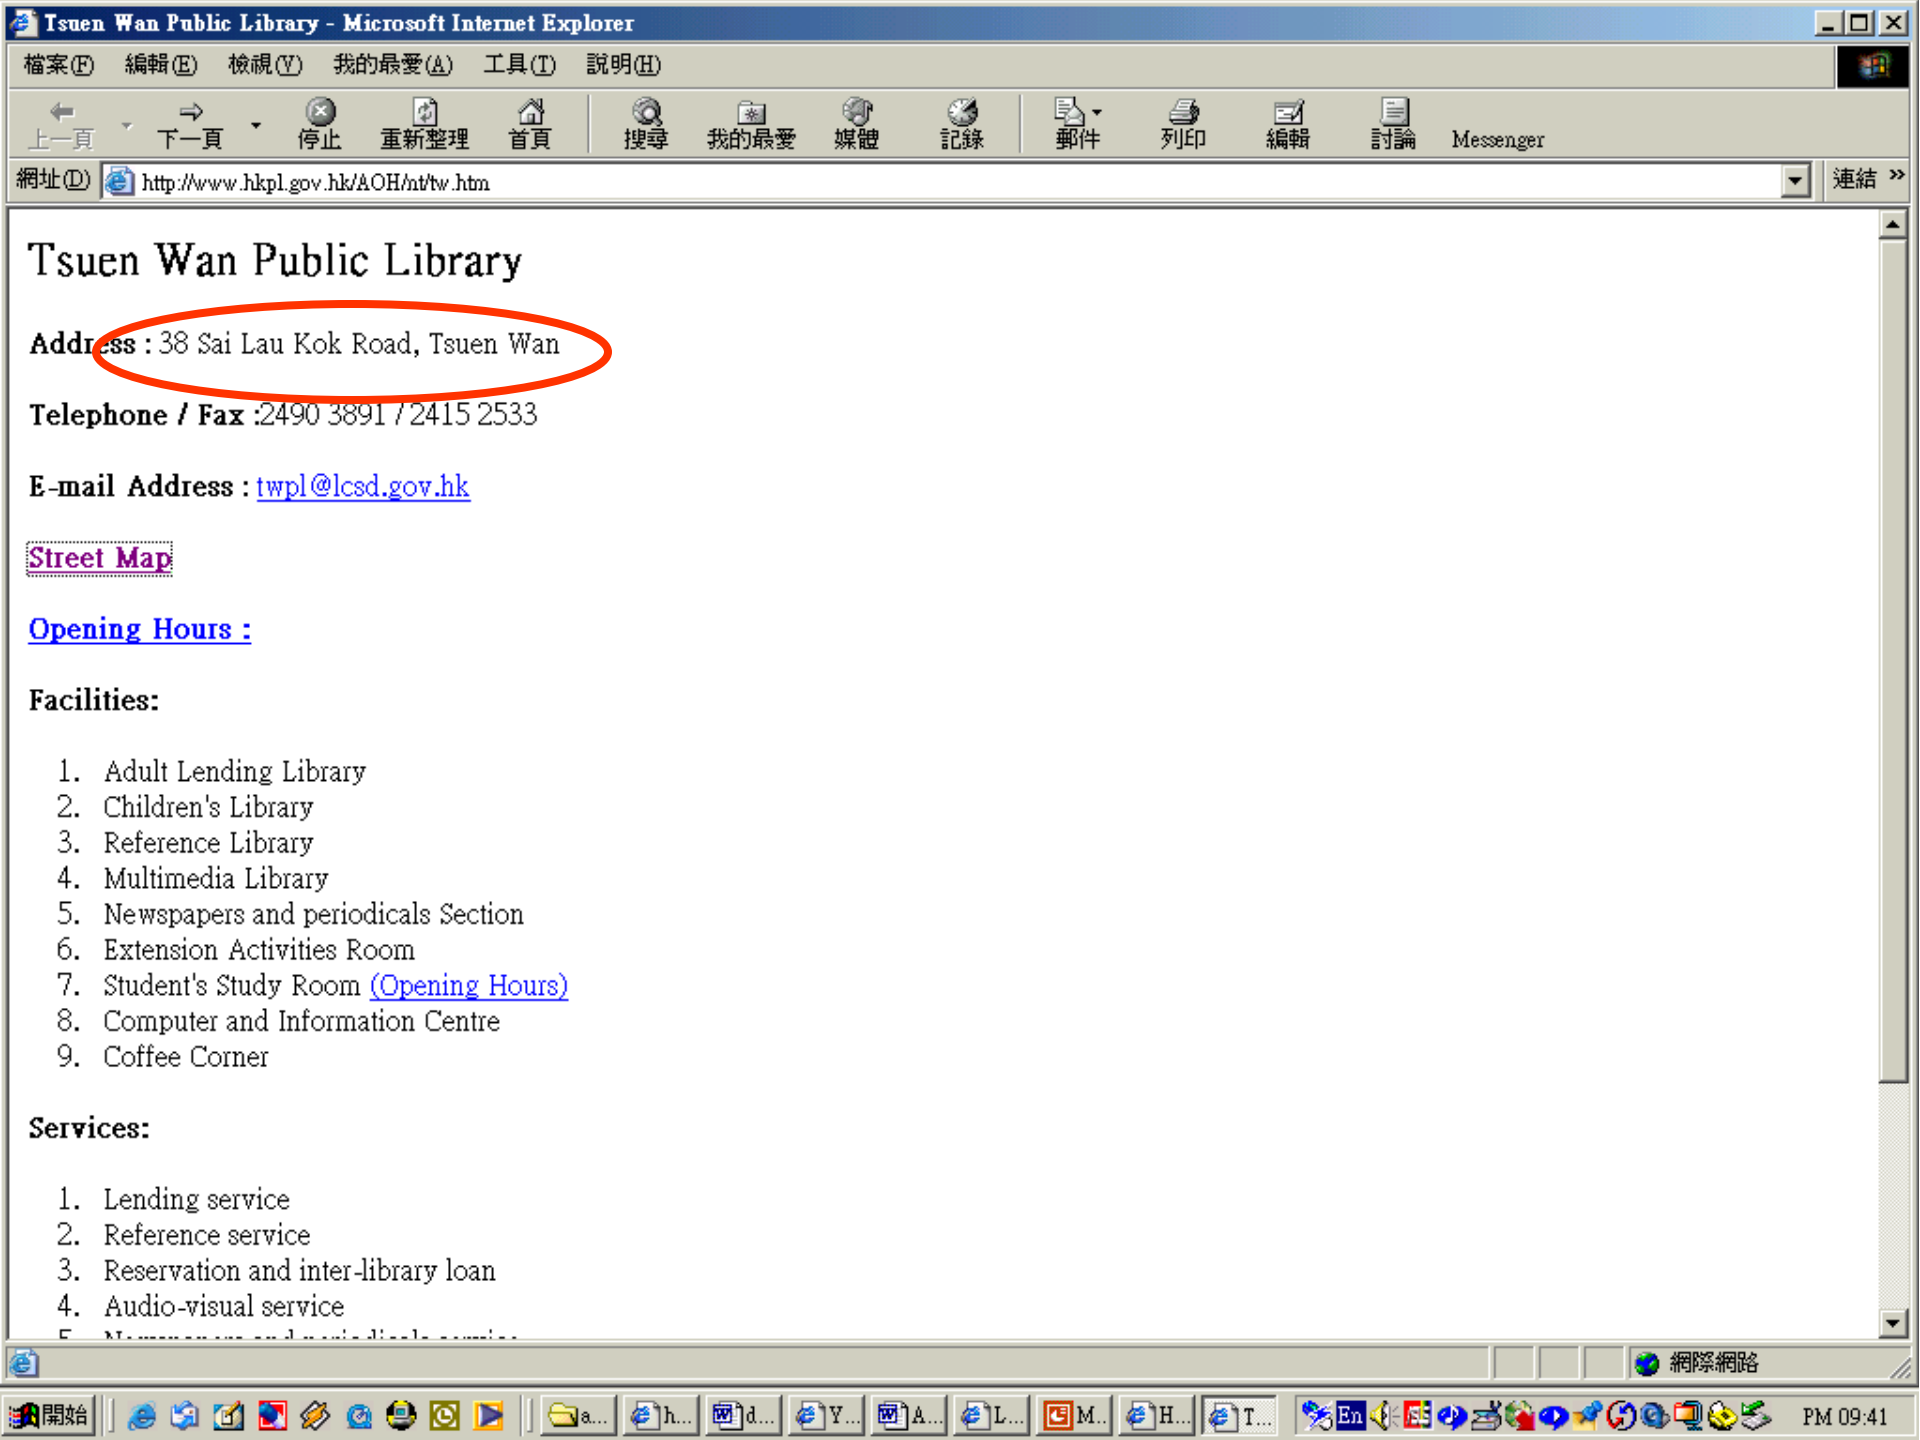 Tsuen Wan Public Library - Microsoft Internet Explorer
檔案(F) 編輯(E) 檢視(V) 我的最愛(A) 工具(T) 說明(H)
上一頁 下一頁 停止 重新整理 首頁 搜尋 我的最愛 媒體 記錄 郵件 列印 編輯 討論 Messenger
網址(D) http://www.hkpl.gov.hk/AOH/nt/tw.htm 連結 »
Tsuen Wan Public Library
Address : 38 Sai Lau Kok Road, Tsuen Wan
Telephone / Fax :2490 3891 / 2415 2533
E-mail Address : twpl@lcsd.gov.hk
Street Map
Opening Hours :
Facilities:
1. Adult Lending Library
2. Children's Library
3. Reference Library
4. Multimedia Library
5. Newspapers and periodicals Section
6. Extension Activities Room
7. Student's Study Room (Opening Hours)
8. Computer and Information Centre
9. Coffee Corner
Services:
1. Lending service
2. Reference service
3. Reservation and inter-library loan
4. Audio-visual service
5. Newspapers and periodicals service
網際網路
開始 a... h... d... Y... A... L... M.. H... T... En PM 09:41